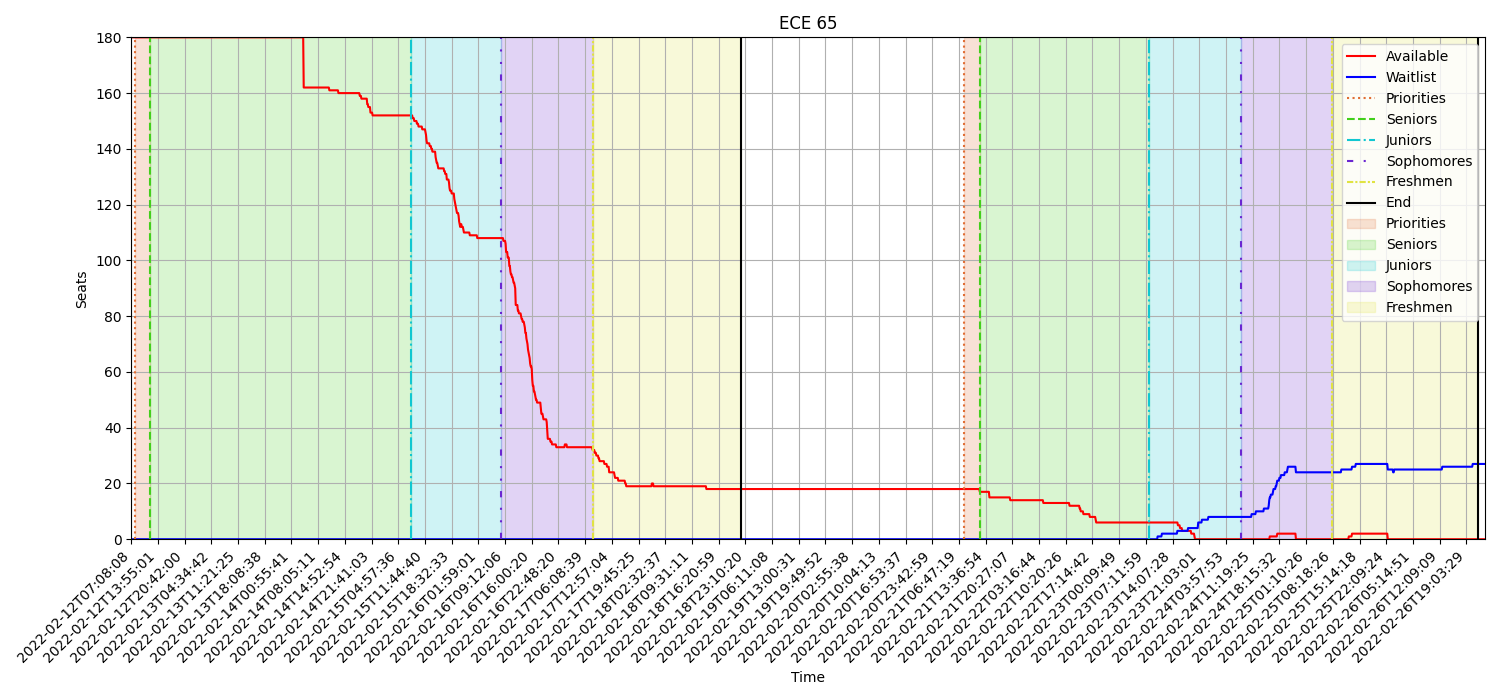 ECE 65
Seats
180
160
140
120
100
80
60
40
20
0
Available
Waitlist
Priorities
Seniors
Juniors
Sophomores
Freshmen
End
Priorities
Seniors
Juniors
Sophomores
Freshmen
2022-02-12T07:08:08
2022-02-12T13:55:01
2022-02-12T20:42:00
2022-02-13T04:34:42
2022-02-13T11:21:25
2022-02-13T18:08:38
2022-02-14T00:55:41
2022-02-14T08:05:11
2022-02-14T14:52:54
2022-02-14T21:41:03
2022-02-15T04:57:36
2022-02-15T11:44:40
2022-02-15T18:32:33
2022-02-16T01:59:01
2022-02-16T09:12:06
2022-02-16T16:00:20
2022-02-16T22:48:20
2022-02-17T06:08:39
2022-02-17T12:57:04
2022-02-17T19:45:25
2022-02-18T02:32:37
2022-02-18T09:31:11
2022-02-18T16:20:59
2022-02-18T23:10:20
2022-02-19T06:11:08
2022-02-19T13:00:31
2022-02-19T19:49:52
2022-02-20T02:55:38
2022-02-20T10:04:13
2022-02-20T16:53:37
2022-02-20T23:42:59
2022-02-21T06:47:19
2022-02-21T13:36:54
2022-02-21T20:27:07
2022-02-22T03:16:44
2022-02-22T10:20:26
2022-02-22T17:14:42
2022-02-23T00:09:49
2022-02-23T07:11:59
2022-02-23T14:07:28
2022-02-23T21:03:01
2022-02-24T03:57:53
2022-02-24T11:19:25
2022-02-24T18:15:32
2022-02-25T01:10:26
2022-02-25T08:18:26
2022-02-25T15:14:18
2022-02-25T22:09:24
2022-02-26T05:14:51
2022-02-26T12:09:09
2022-02-26T19:03:29
Time